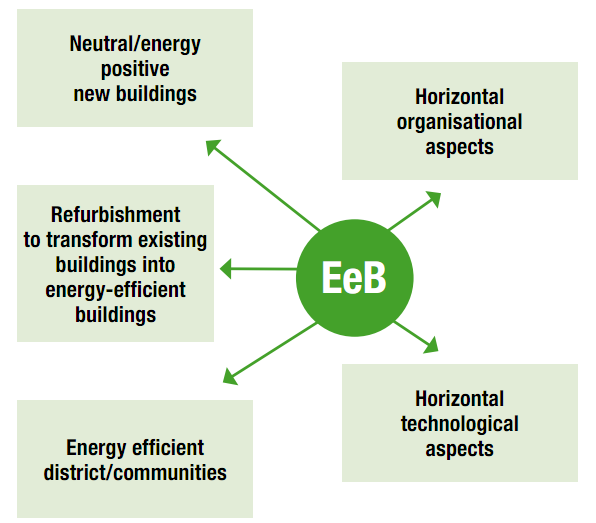 Neutral/energy
positive
new buildings
Horizontal
organisational
aspects
Refurbishment
to transform existing
buildings into
energy-efficient
buildings
EeB
Horizontal
technological
aspects
Energy efficient
district/communities